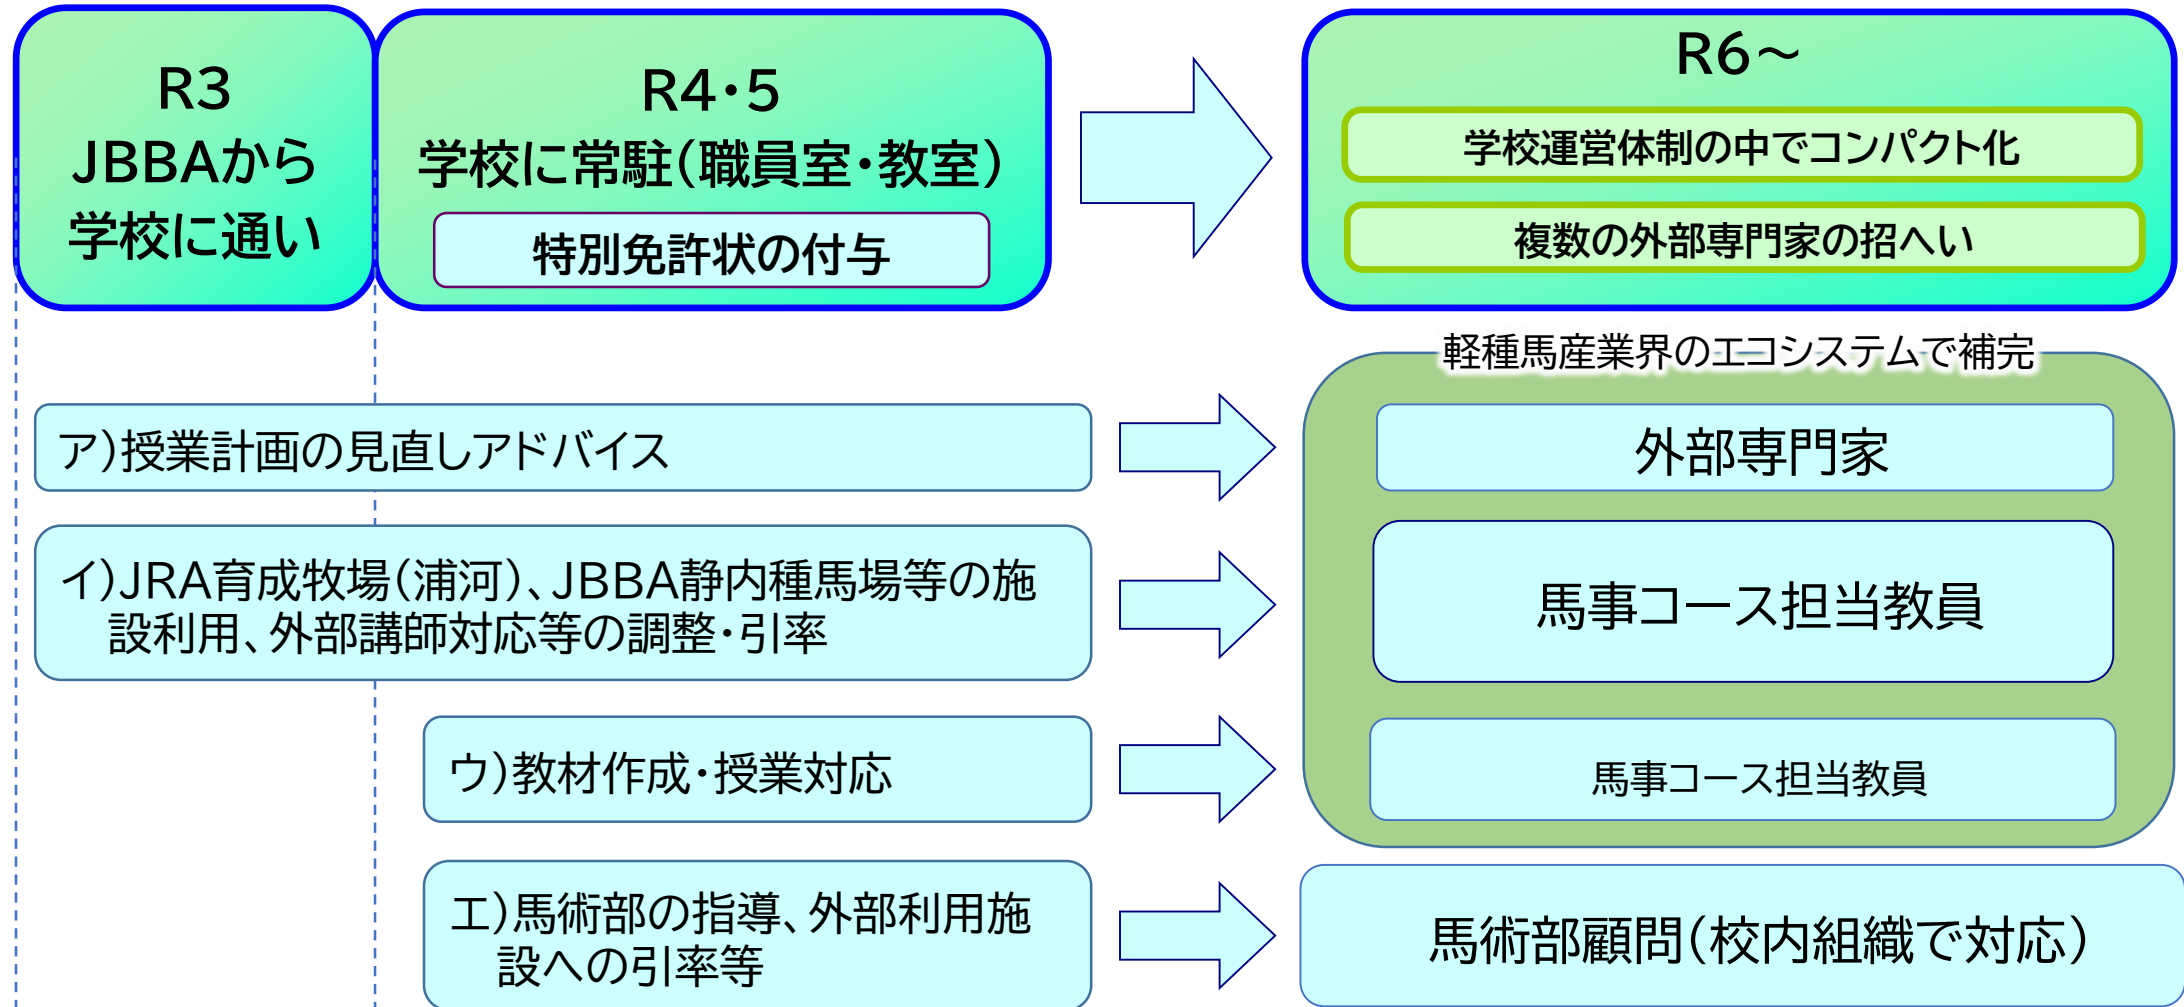 R3
JBBAから
学校に通い
R4・5
学校に常駐(職員室・教室)
特別免許状の付与
R6～
学校運営体制の中でコンパクト化
複数の外部専門家の招へい
軽種馬産業界のエコシステムで補完
ア)授業計画の見直しアドバイス
外部専門家
イ)JRA育成牧場(浦河)、JBBA静内種馬場等の施
設利用、外部講師対応等の調整・引率
馬事コース担当教員
ウ)教材作成・授業対応
馬事コース担当教員
エ)馬術部の指導、外部利用施
設への引率等
馬術部顧問(校内組織で対応)